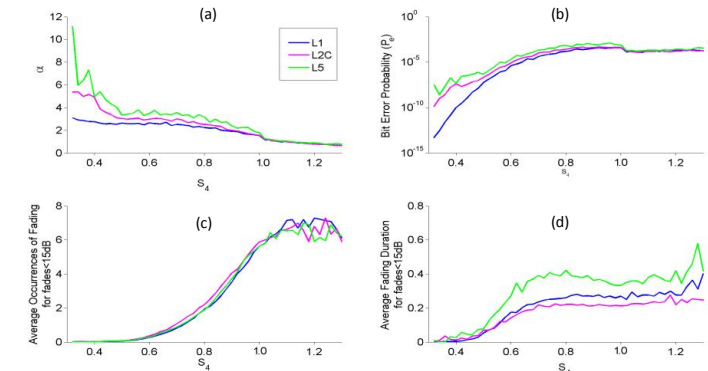 (a)
12
10
8
6
4
2
0
α
L1
L2C
L5
0.4 0.6 0.8 1.0 1.2
S4
(b)
10^0
10^-5
10^-10
10^-15
Bit Error Probability (Pe)
0.4 0.6 0.8 1.0 1.2
S4
(c)
8
6
4
2
0
Average Occurrences of Fading
for fades<15dB
0.4 0.6 0.8 1.0 1.2
S4
(d)
0.8
0.6
0.4
0.2
0
Average Fading Duration
for fades<15dB
0.4 0.6 0.8 1.0 1.2
S